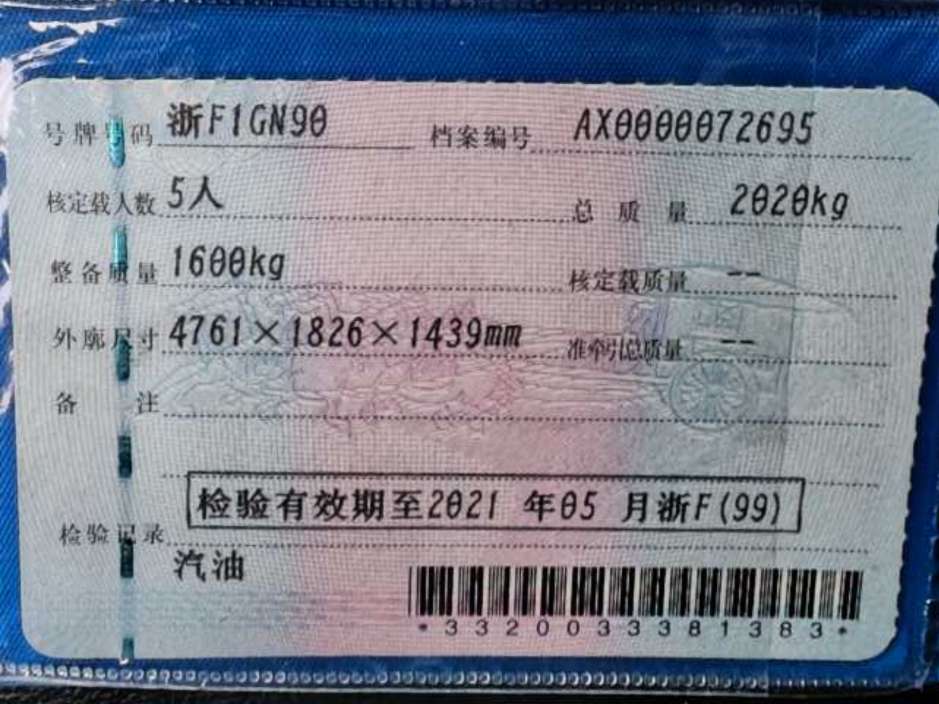 号牌号码 浙F1GN90 档案编号 AX0000072695
核定载人数 5人 总质量 2020kg
整备质量 1600kg 核定载质量 --
外廓尺寸 4761×1826×1439mm 准牵引总质量 --
备注
检验有效期至2021 年05 月浙F(99)
检验记录
汽油
*3320033381383*